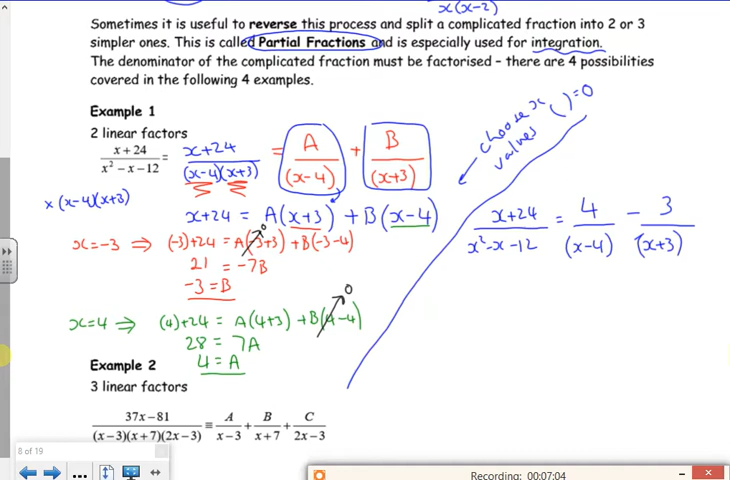 x(x-2)
Sometimes it is useful to reverse this process and split a complicated fraction into 2 or 3
simpler ones. This is called Partial Fractions and is especially used for integration.
The denominator of the complicated fraction must be factorised – there are 4 possibilities
covered in the following 4 examples.
Example 1
2 linear factors
x+24 / x² − x − 12 = x+24 / (x-4)(x+3) = A / (x-4) + B / (x+3)
choose x values ( )=0
×(x-4)(x+3)
x+24 = A(x+3) + B(x-4)
x+24 / x²-x-12 = 4 / (x-4) − 3 / (x+3)
x=-3 ⇒ (-3)+24 = A(-3+3) 0 + B(-3-4)
21 = -7B
-3 = B
x=4 ⇒ (4)+24 = A(4+3) + B(4-4) 0
28 = 7A
4 = A
Example 2
3 linear factors
37x−81 / (x−3)(x+7)(2x−3) ≡ A / x−3 + B / x+7 + C / 2x−3
8 of 19
Recording: 00:07:04